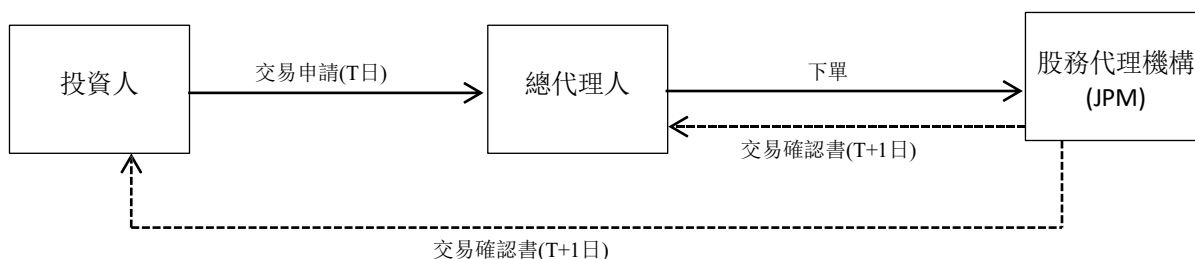 投資人
交易申請(T日)
總代理人
下單
股務代理機構
(JPM)
交易確認書(T+1日)
交易確認書(T+1日)